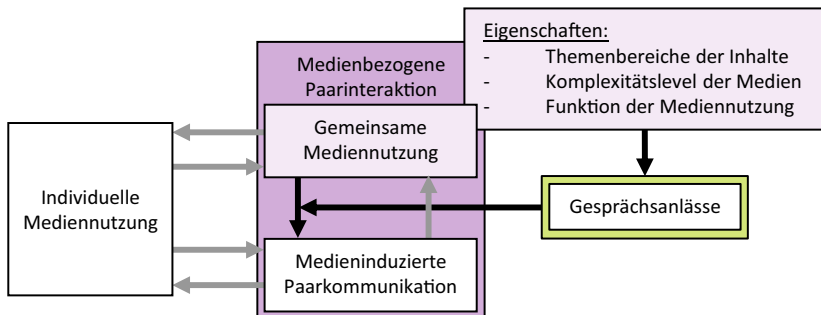 Eigenschaften:
- Themenbereiche der Inhalte
- Komplexitätslevel der Medien
- Funktion der Mediennutzung
Medienbezogene
Paarinteraktion
Gemeinsame
Mediennutzung
Individuelle
Mediennutzung
Gesprächsanlässe
Medieninduzierte
Paarkommunikation